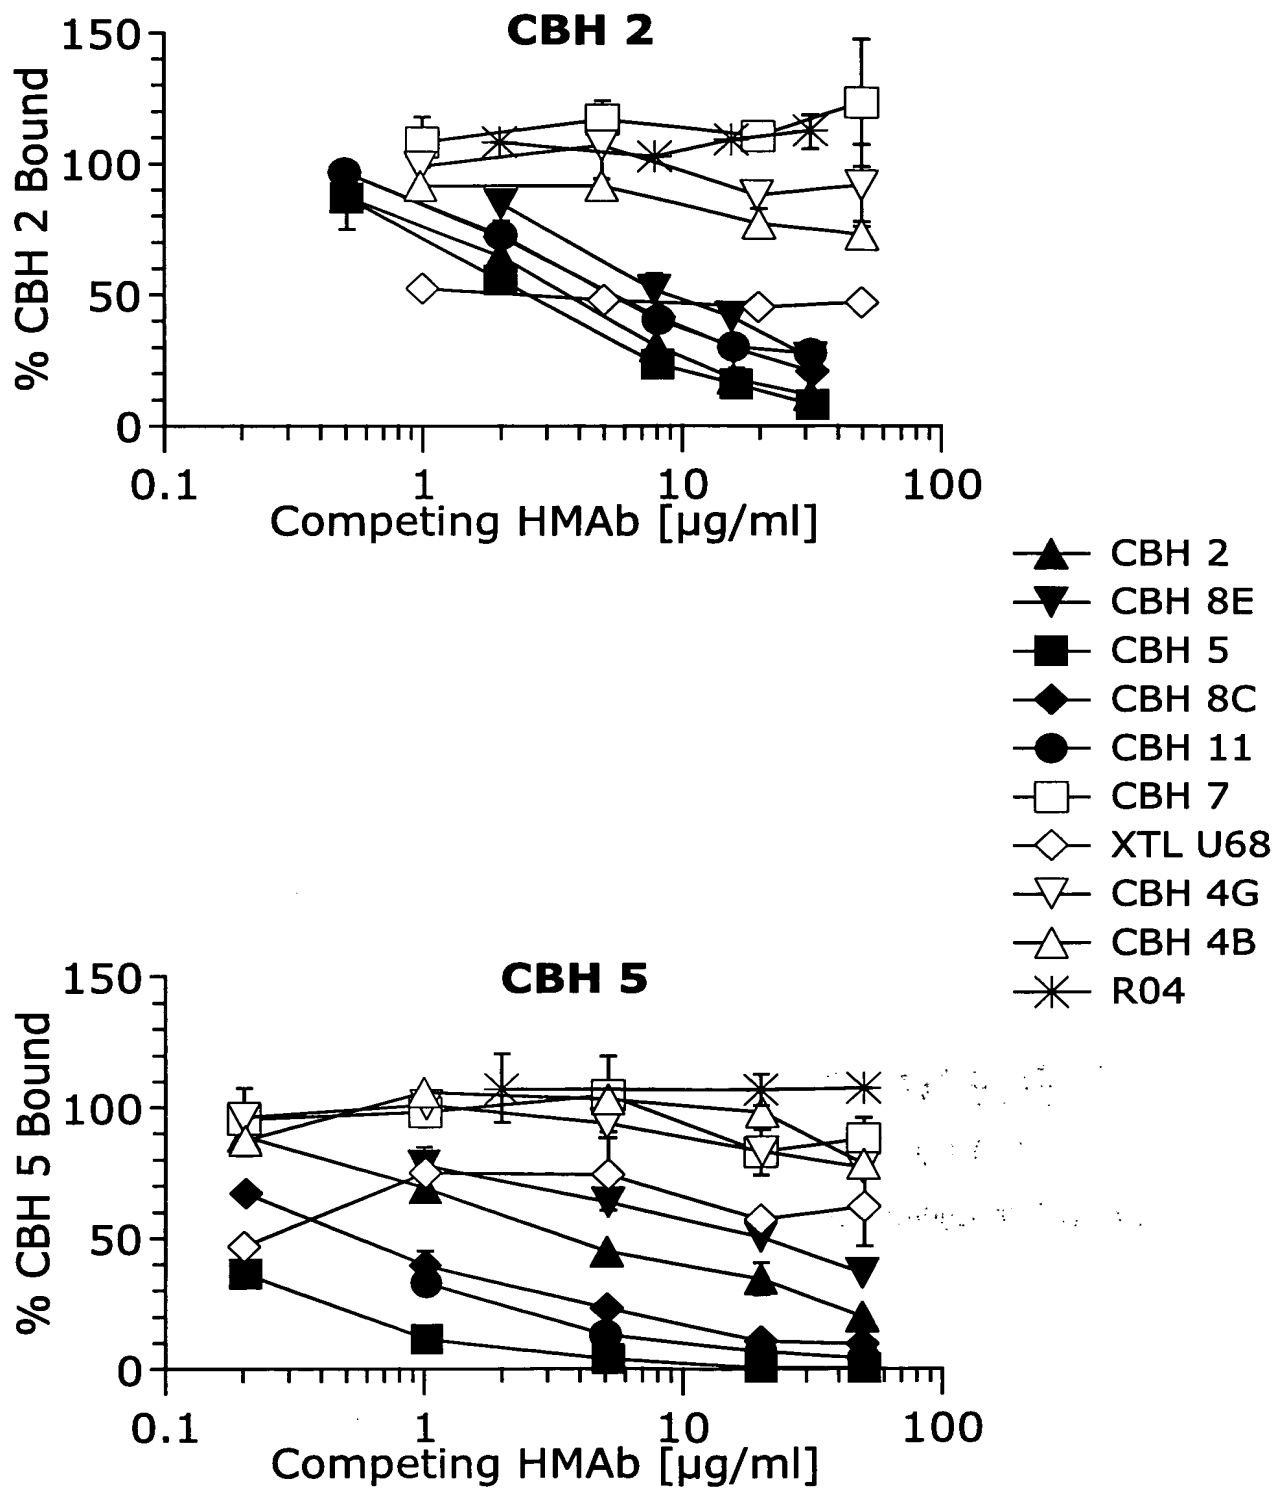 CBH 2
150
100
50
0
% CBH 2 Bound
0.1 1 10 100
Competing HMAb [µg/ml]
CBH 2
CBH 8E
CBH 5
CBH 8C
CBH 11
CBH 7
XTL U68
CBH 4G
CBH 4B
R04
CBH 5
150
100
50
0
% CBH 5 Bound
0.1 1 10 100
Competing HMAb [µg/ml]